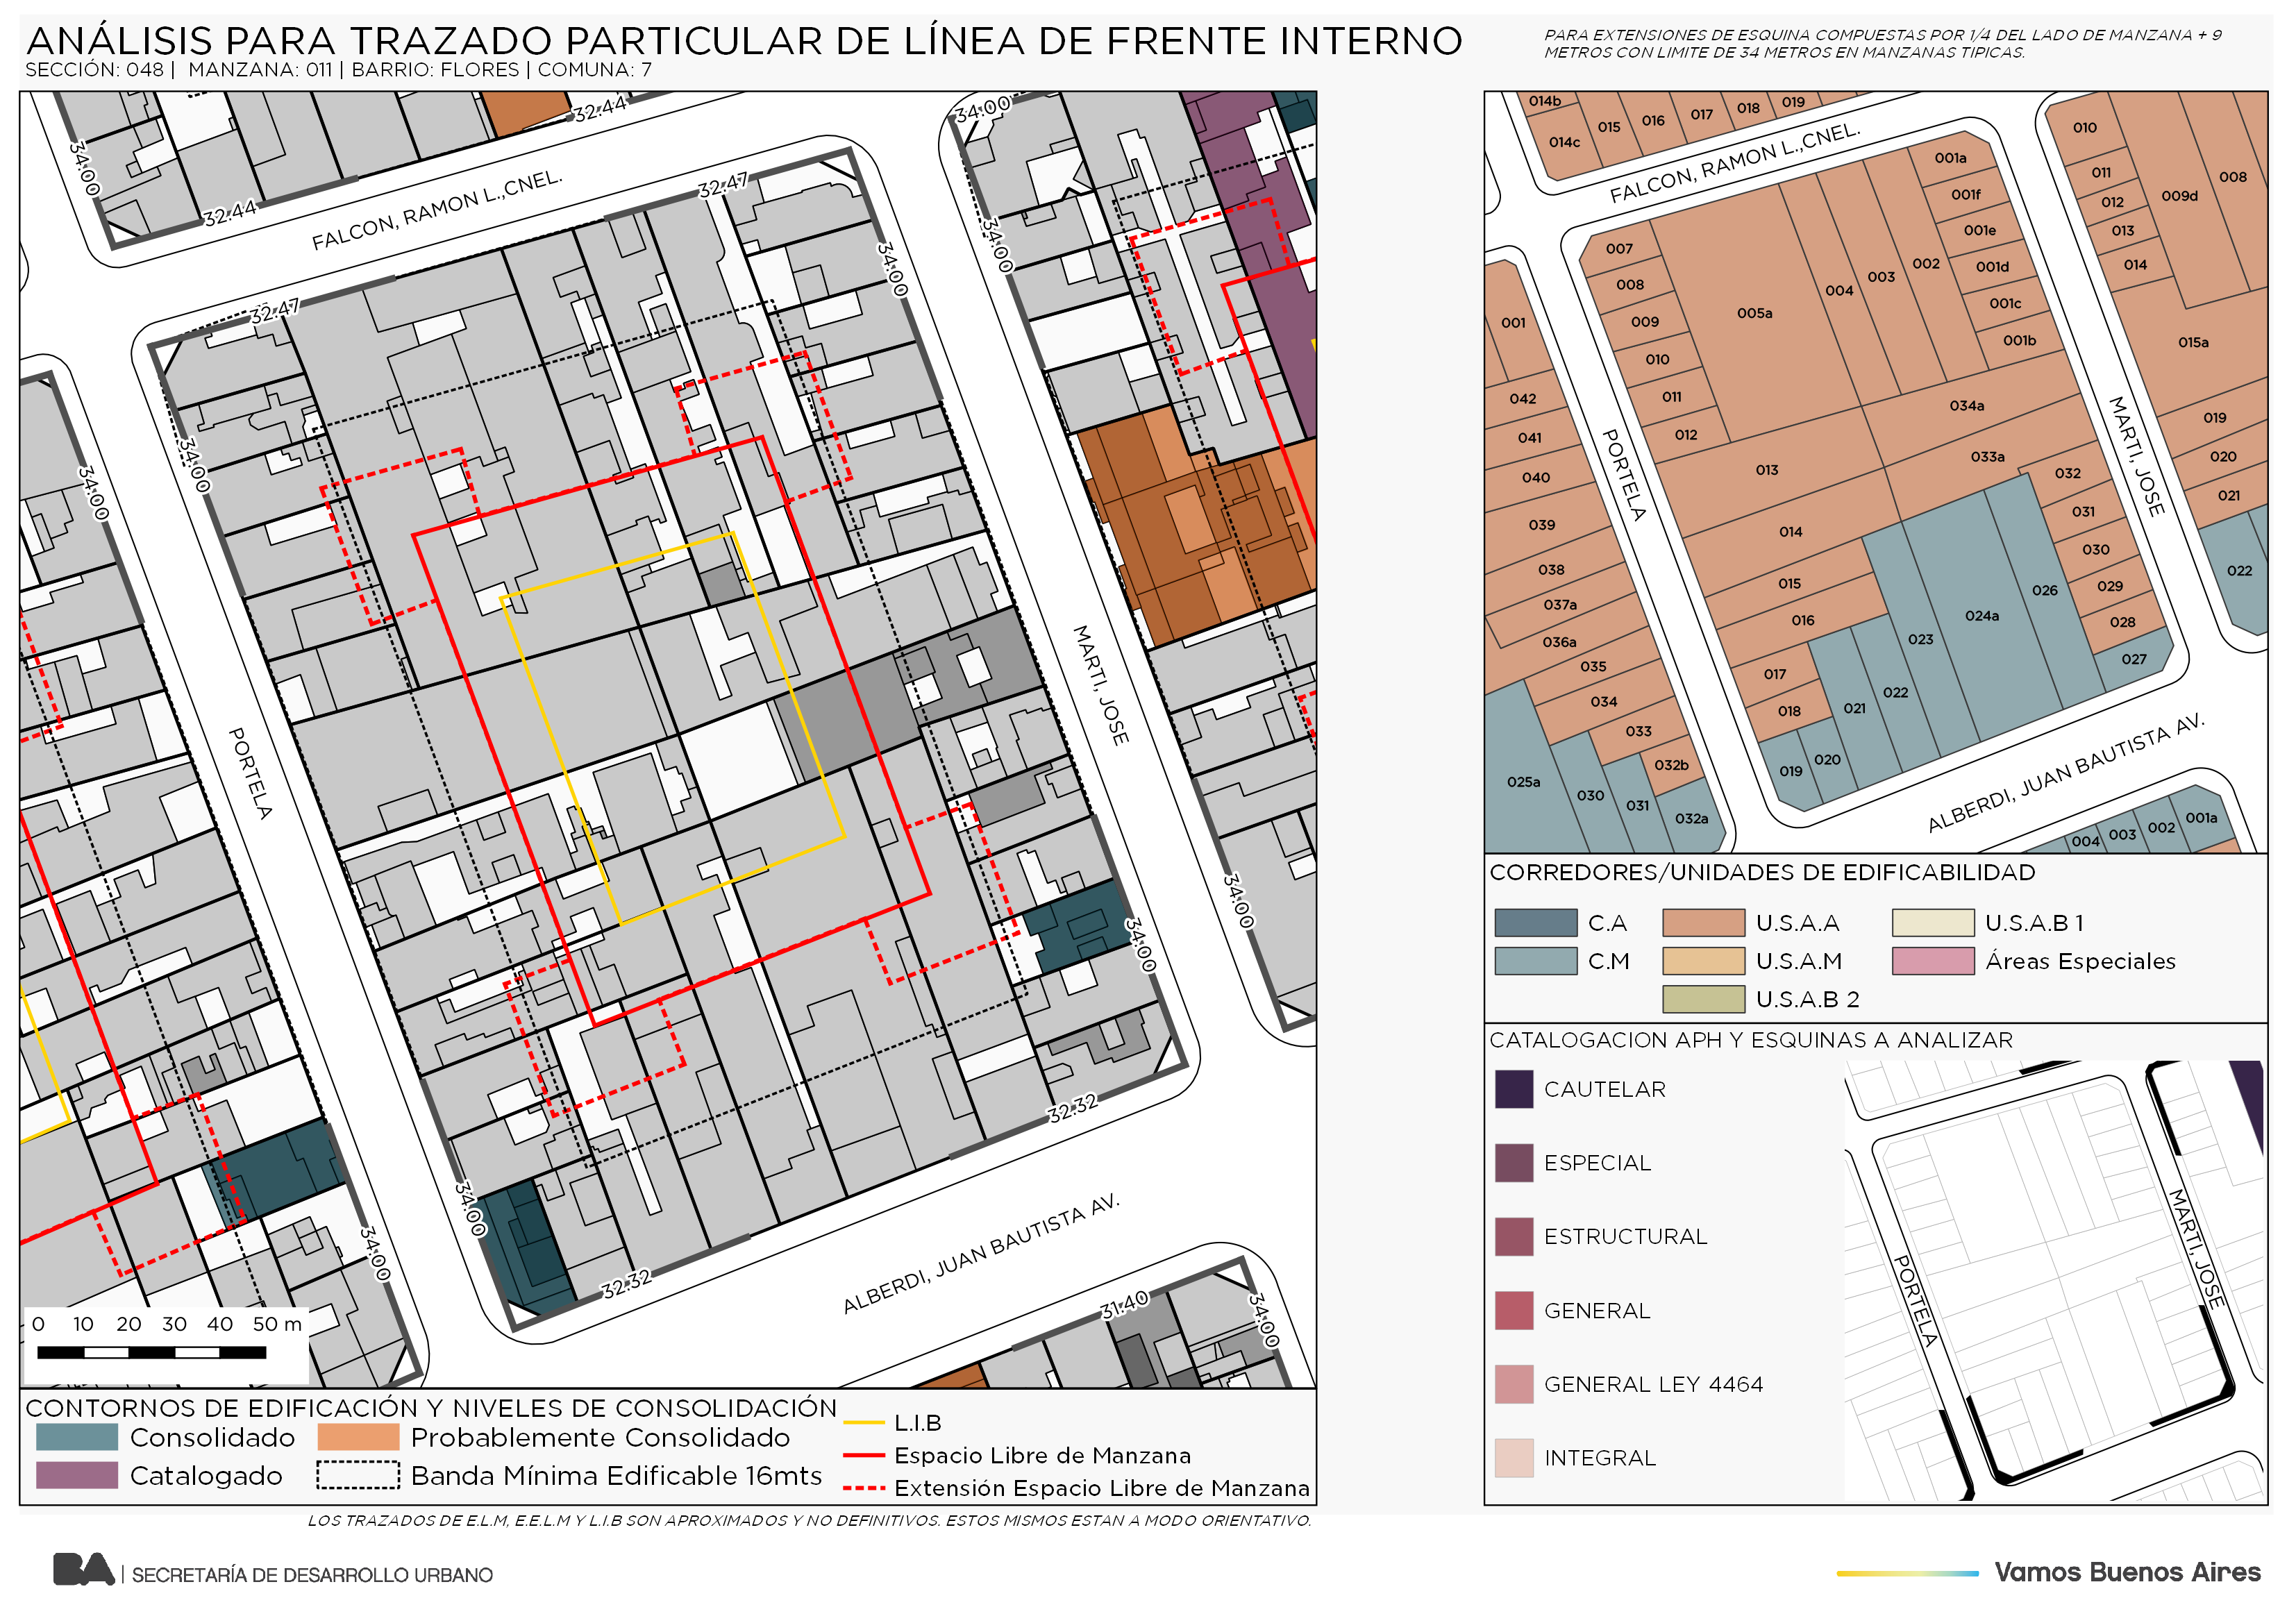 ANÁLISIS PARA TRAZADO PARTICULAR DE LÍNEA DE FRENTE INTERNO
SECCIÓN: 048 | MANZANA: 011 | BARRIO: FLORES | COMUNA: 7
PARA EXTENSIONES DE ESQUINA COMPUESTAS POR 1/4 DEL LADO DE MANZANA + 9
METROS CON LIMITE DE 34 METROS EN MANZANAS TIPICAS.
32.44
34.00
34.00
32.44
FALCON, RAMON L.,CNEL.
32.47
34.00
34.00
32.47
34.00
34.00
MARTI, JOSE
PORTELA
34.00
34.00
32.32
34.00
34.00
32.32
ALBERDI, JUAN BAUTISTA AV.
31.40
34.00
0 10 20 30 40 50 m
CONTORNOS DE EDIFICACIÓN Y NIVELES DE CONSOLIDACIÓN
Consolidado
Probablemente Consolidado
Catalogado
Banda Mínima Edificable 16mts
L.I.B
Espacio Libre de Manzana
Extensión Espacio Libre de Manzana
014b
014c
015
016
017
018
019
FALCON, RAMON L.,CNEL.
010
011
012
013
014
009d
008
015a
019
020
021
022
001a
001f
001e
001d
001c
001b
007
008
009
010
011
012
005a
004
003
002
034a
033a
013
014
015
016
017
018
019
020
021
022
023
024a
026
032
031
030
029
028
027
001
042
041
040
039
038
037a
036a
035
034
033
032b
032a
031
030
025a
PORTELA
MARTI, JOSE
ALBERDI, JUAN BAUTISTA AV.
004
003
002
001a
CORREDORES/UNIDADES DE EDIFICABILIDAD
C.A
U.S.A.A
U.S.A.B 1
C.M
U.S.A.M
Áreas Especiales
U.S.A.B 2
CATALOGACION APH Y ESQUINAS A ANALIZAR
CAUTELAR
ESPECIAL
ESTRUCTURAL
GENERAL
GENERAL LEY 4464
INTEGRAL
PORTELA
MARTI, JOSE
LOS TRAZADOS DE E.L.M, E.E.L.M Y L.I.B SON APROXIMADOS Y NO DEFINITIVOS. ESTOS MISMOS ESTAN A MODO ORIENTATIVO.
BA | SECRETARÍA DE DESARROLLO URBANO
Vamos Buenos Aires